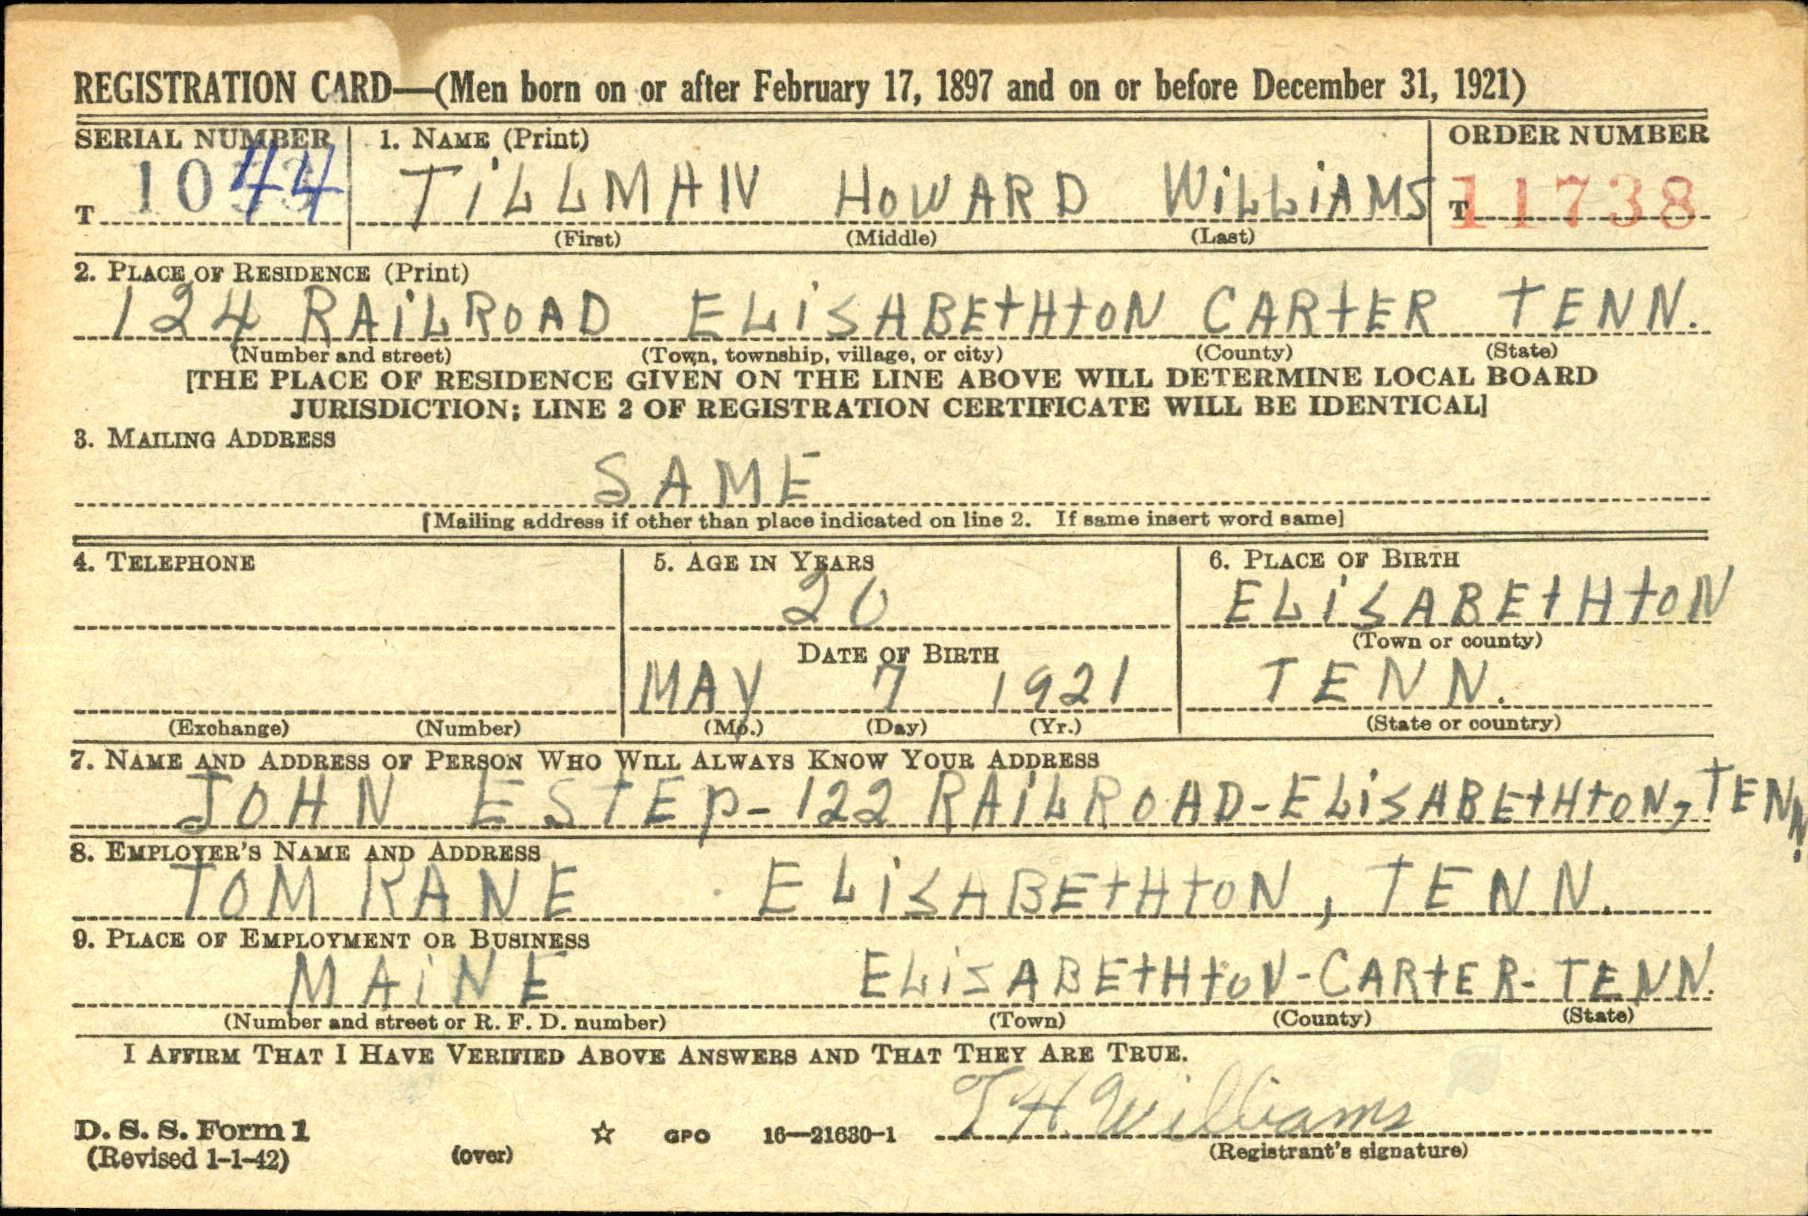 REGISTRATION CARD—(Men born on or after February 17, 1897 and on or before December 31, 1921)
SERIAL NUMBER 1. NAME (Print) ORDER NUMBER
T 1044 TiLLMAN HOWARD WiLLiAMS T 11738
(First) (Middle) (Last)
2. PLACE OF RESIDENCE (Print)
124 RAiLROAD ELiSABEtHtON CARtER TENN.
(Number and street) (Town, township, village, or city) (County) (State)
[THE PLACE OF RESIDENCE GIVEN ON THE LINE ABOVE WILL DETERMINE LOCAL BOARD
JURISDICTION; LINE 2 OF REGISTRATION CERTIFICATE WILL BE IDENTICAL]
3. MAILING ADDRESS
SAME
[Mailing address if other than place indicated on line 2. If same insert word same]
4. TELEPHONE 5. AGE IN YEARS 6. PLACE OF BIRTH
20 ELiSABEtHtON
DATE OF BIRTH (Town or county)
MAY 7 1921 TENN.
(Exchange) (Number) (Mo.) (Day) (Yr.) (State or country)
7. NAME AND ADDRESS OF PERSON WHO WILL ALWAYS KNOW YOUR ADDRESS
JOHN ESTEP - 122 RAiLROAD - ELiSABEtHtON, TENN.
8. EMPLOYER'S NAME AND ADDRESS
TOM KANE ELiSABEtHtON, TENN.
9. PLACE OF EMPLOYMENT OR BUSINESS
MAiNE ELiSABEtHtON - CARtER - TENN.
(Number and street or R. F. D. number) (Town) (County) (State)
I AFFIRM THAT I HAVE VERIFIED ABOVE ANSWERS AND THAT THEY ARE TRUE.
T H. Williams
D. S. S. Form 1 ☆ GPO 16—21630-1
(Revised 1-1-42) (over) (Registrant's signature)